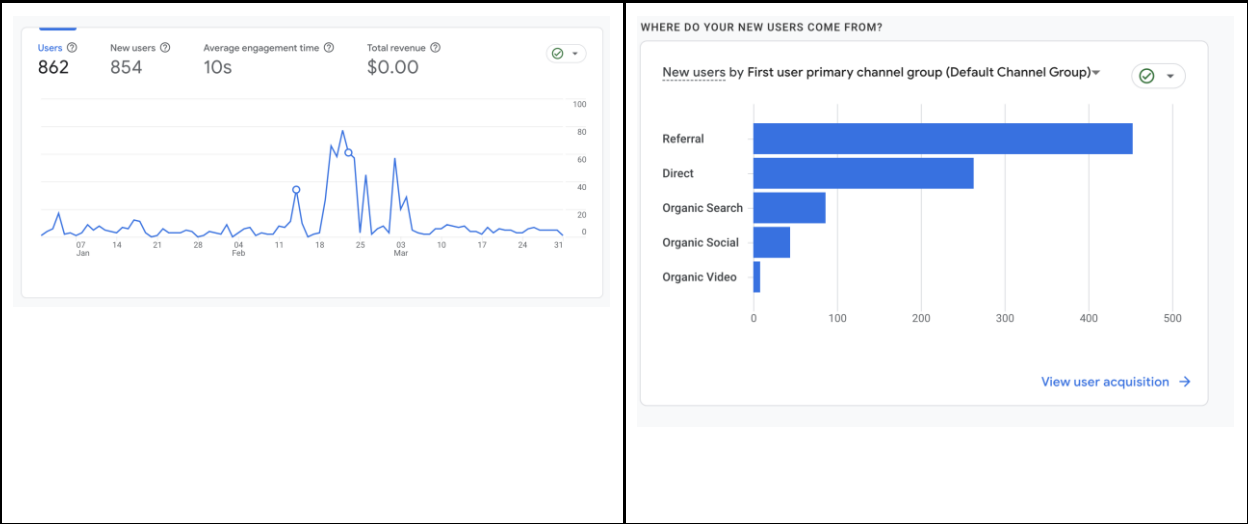 Users New users Average engagement time Total revenue
862 854 10s $0.00
100
80
60
40
20
0
07 14 21 28 04 11 18 25 03 10 17 24 31
Jan Feb Mar
WHERE DO YOUR NEW USERS COME FROM?
New users by First user primary channel group (Default Channel Group)
Referral
Direct
Organic Search
Organic Social
Organic Video
0 100 200 300 400 500
View user acquisition